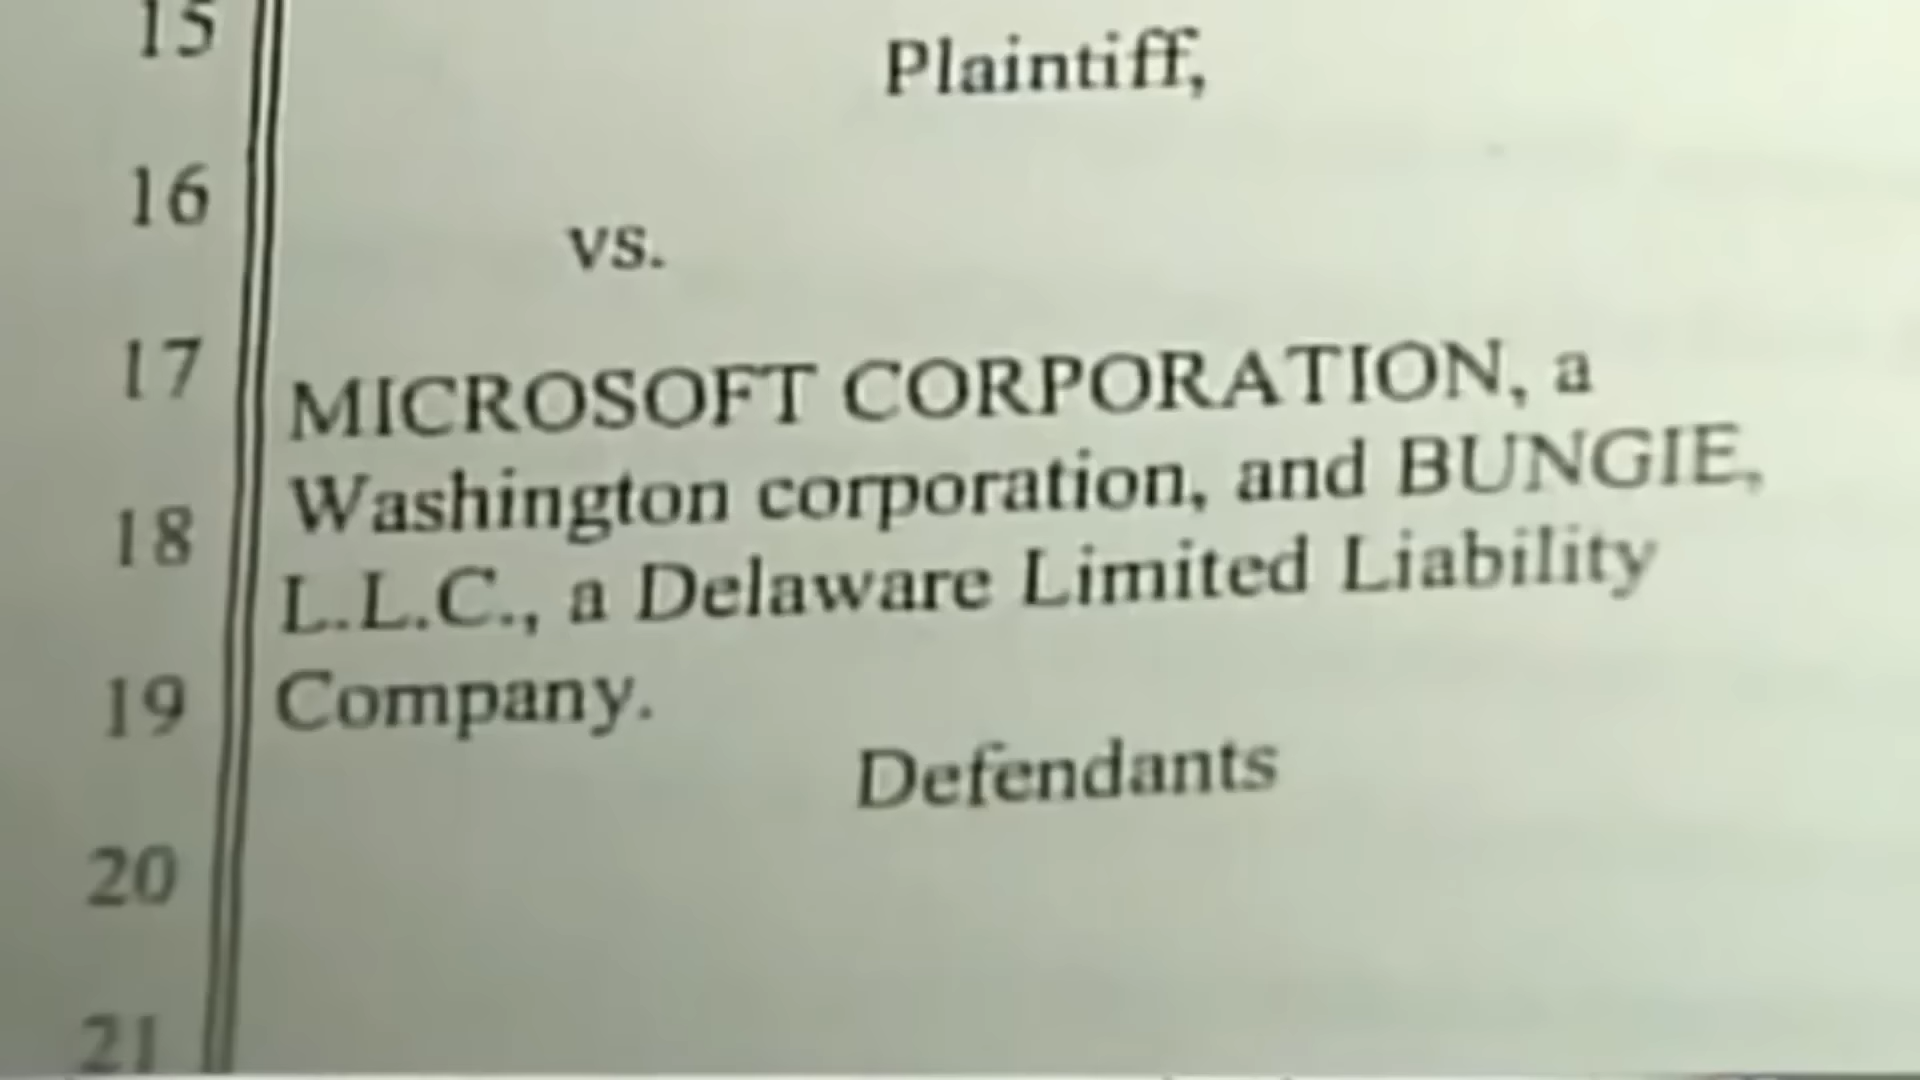 15
Plaintiff,
16
vs.
17
MICROSOFT CORPORATION, a
Washington corporation, and BUNGIE,
18
L.L.C., a Delaware Limited Liability
19 Company.
Defendants
20
21